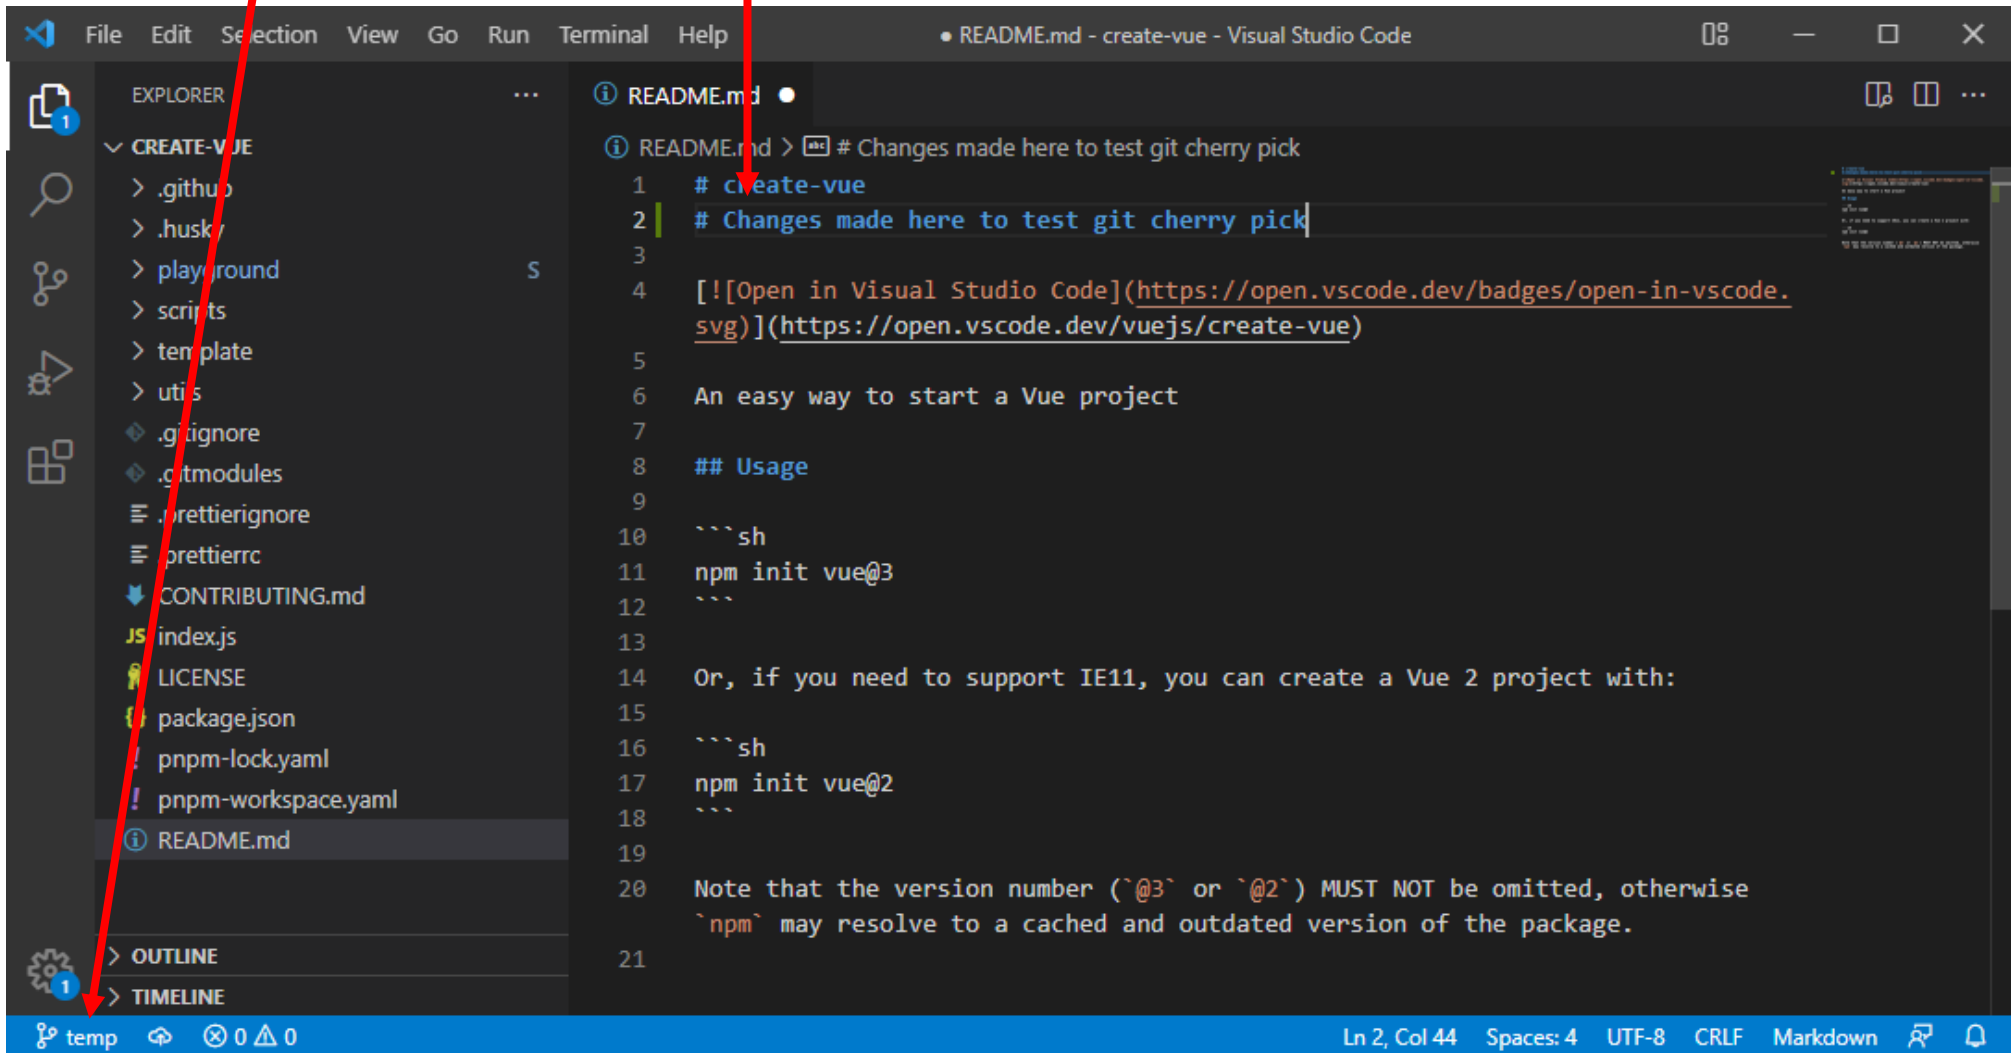 File Edit Selection View Go Run Terminal Help ● README.md - create-vue - Visual Studio Code
EXPLORER ···
1
CREATE-VUE
> .github
> .husky
> playground S
> scripts
> template
> utils
.gitignore
.gitmodules
.prettierignore
.prettierrc
CONTRIBUTING.md
JS index.js
LICENSE
{} package.json
! pnpm-lock.yaml
! pnpm-workspace.yaml
README.md
> OUTLINE
1
> TIMELINE
README.md ●
README.md > abc # Changes made here to test git cherry pick
1 # create-vue
2 # Changes made here to test git cherry pick
3
4 [![Open in Visual Studio Code](https://open.vscode.dev/badges/open-in-vscode.
svg)](https://open.vscode.dev/vuejs/create-vue)
5
6 An easy way to start a Vue project
7
8 ## Usage
9
10 ```sh
11 npm init vue@3
12 ```
13
14 Or, if you need to support IE11, you can create a Vue 2 project with:
15
16 ```sh
17 npm init vue@2
18 ```
19
20 Note that the version number (`@3` or `@2`) MUST NOT be omitted, otherwise
`npm` may resolve to a cached and outdated version of the package.
21
temp 0 0 Ln 2, Col 44 Spaces: 4 UTF-8 CRLF Markdown